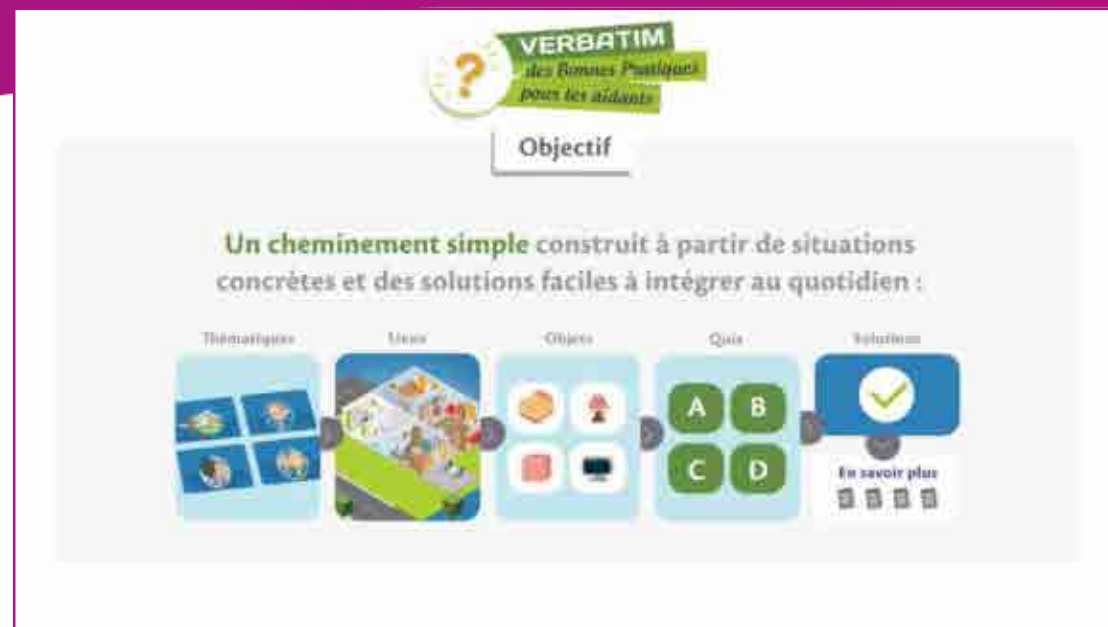 VERBATIM
des Bonnes Pratiques
pour les aidants
Objectif
Un cheminement simple construit à partir de situations
concrètes et des solutions faciles à intégrer au quotidien :
Thématiques
Lieux
Objets
Quiz
Solutions
A B
C D
En savoir plus